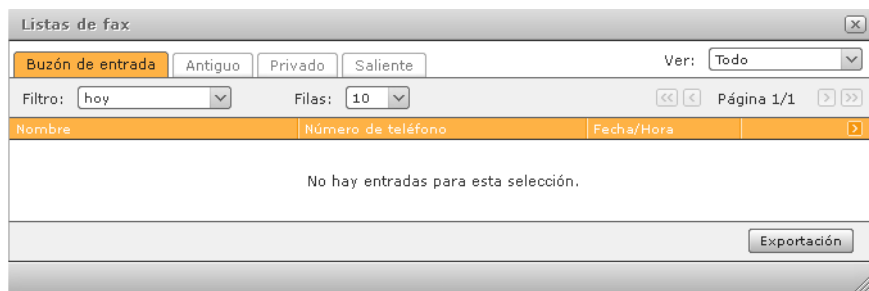 Listas de fax
Buzón de entrada Antiguo Privado Saliente Ver: Todo
Filtro: hoy Filas: 10 Página 1/1
Nombre Número de teléfono Fecha/Hora
No hay entradas para esta selección.
Exportación